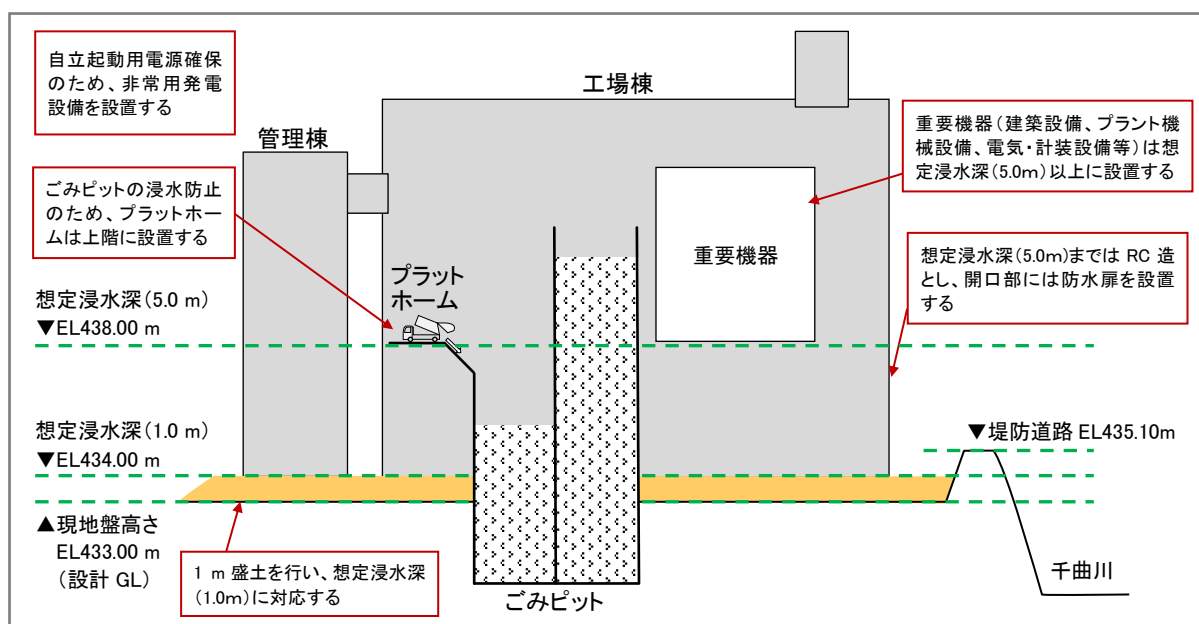 自立起動用電源確保
のため、非常用発電
設備を設置する
工場棟
管理棟
重要機器（建築設備、プラント機
械設備、電気・計装設備等）は想
定浸水深（5.0ｍ）以上に設置する
ごみピットの浸水防止
のため、プラットホー
ムは上階に設置する
重要機器
想定浸水深（5.0ｍ）までは RC 造
とし、開口部には防水扉を設置
する
プラット
ホーム
想定浸水深（5.0 ｍ）
▼EL438.00 ｍ
想定浸水深（1.0 ｍ）
▼EL434.00 ｍ
▼堤防道路 EL435.10ｍ
▲現地盤高さ
EL433.00 ｍ
（設計 GL）
1 ｍ盛土を行い、想定浸水深
（1.0ｍ）に対応する
ごみピット
千曲川